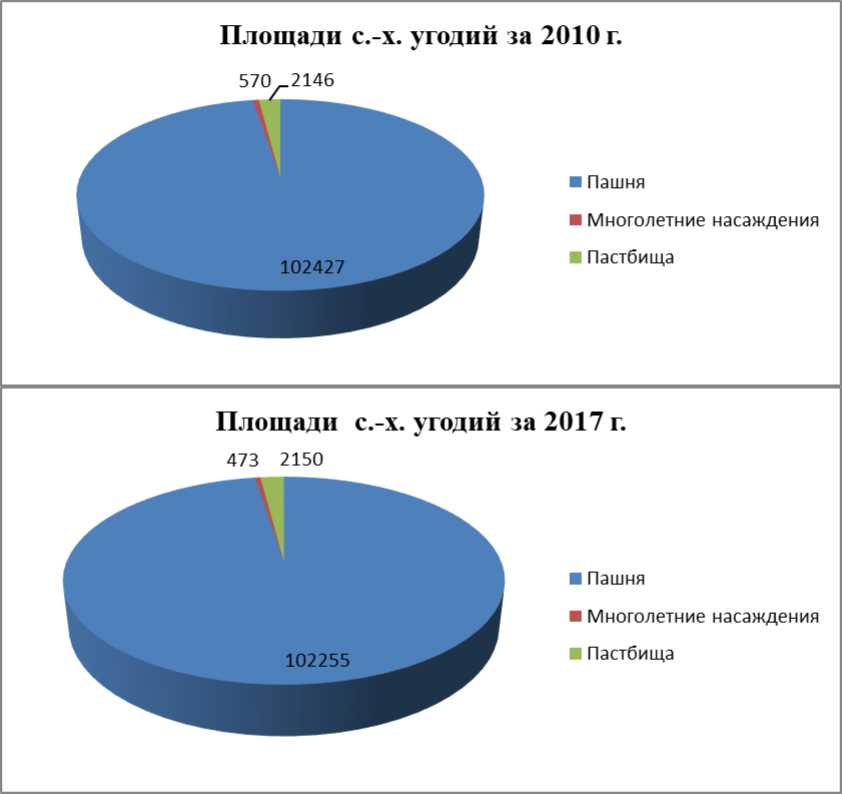 Площади с.-х. угодий за 2010 г.
570 2146
102427
Пашня
Многолетние насаждения
Пастбища
Площади с.-х. угодий за 2017 г.
473 2150
102255
Пашня
Многолетние насаждения
Пастбища